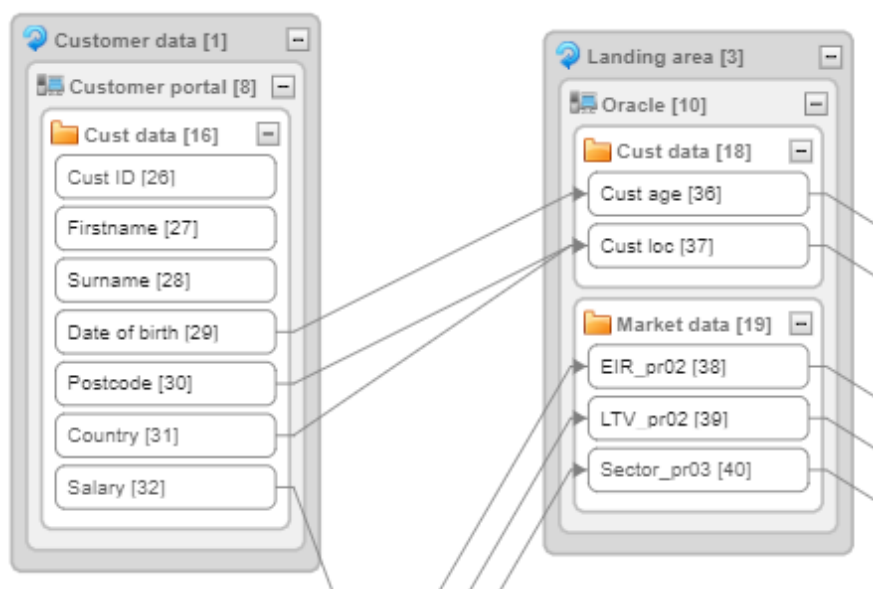 Customer data [1]
Customer portal [8]
Cust data [16]
Cust ID [26]
Firstname [27]
Surname [28]
Date of birth [29]
Postcode [30]
Country [31]
Salary [32]
Landing area [3]
Oracle [10]
Cust data [18]
Cust age [36]
Cust loc [37]
Market data [19]
EIR_pr02 [38]
LTV_pr02 [39]
Sector_pr03 [40]